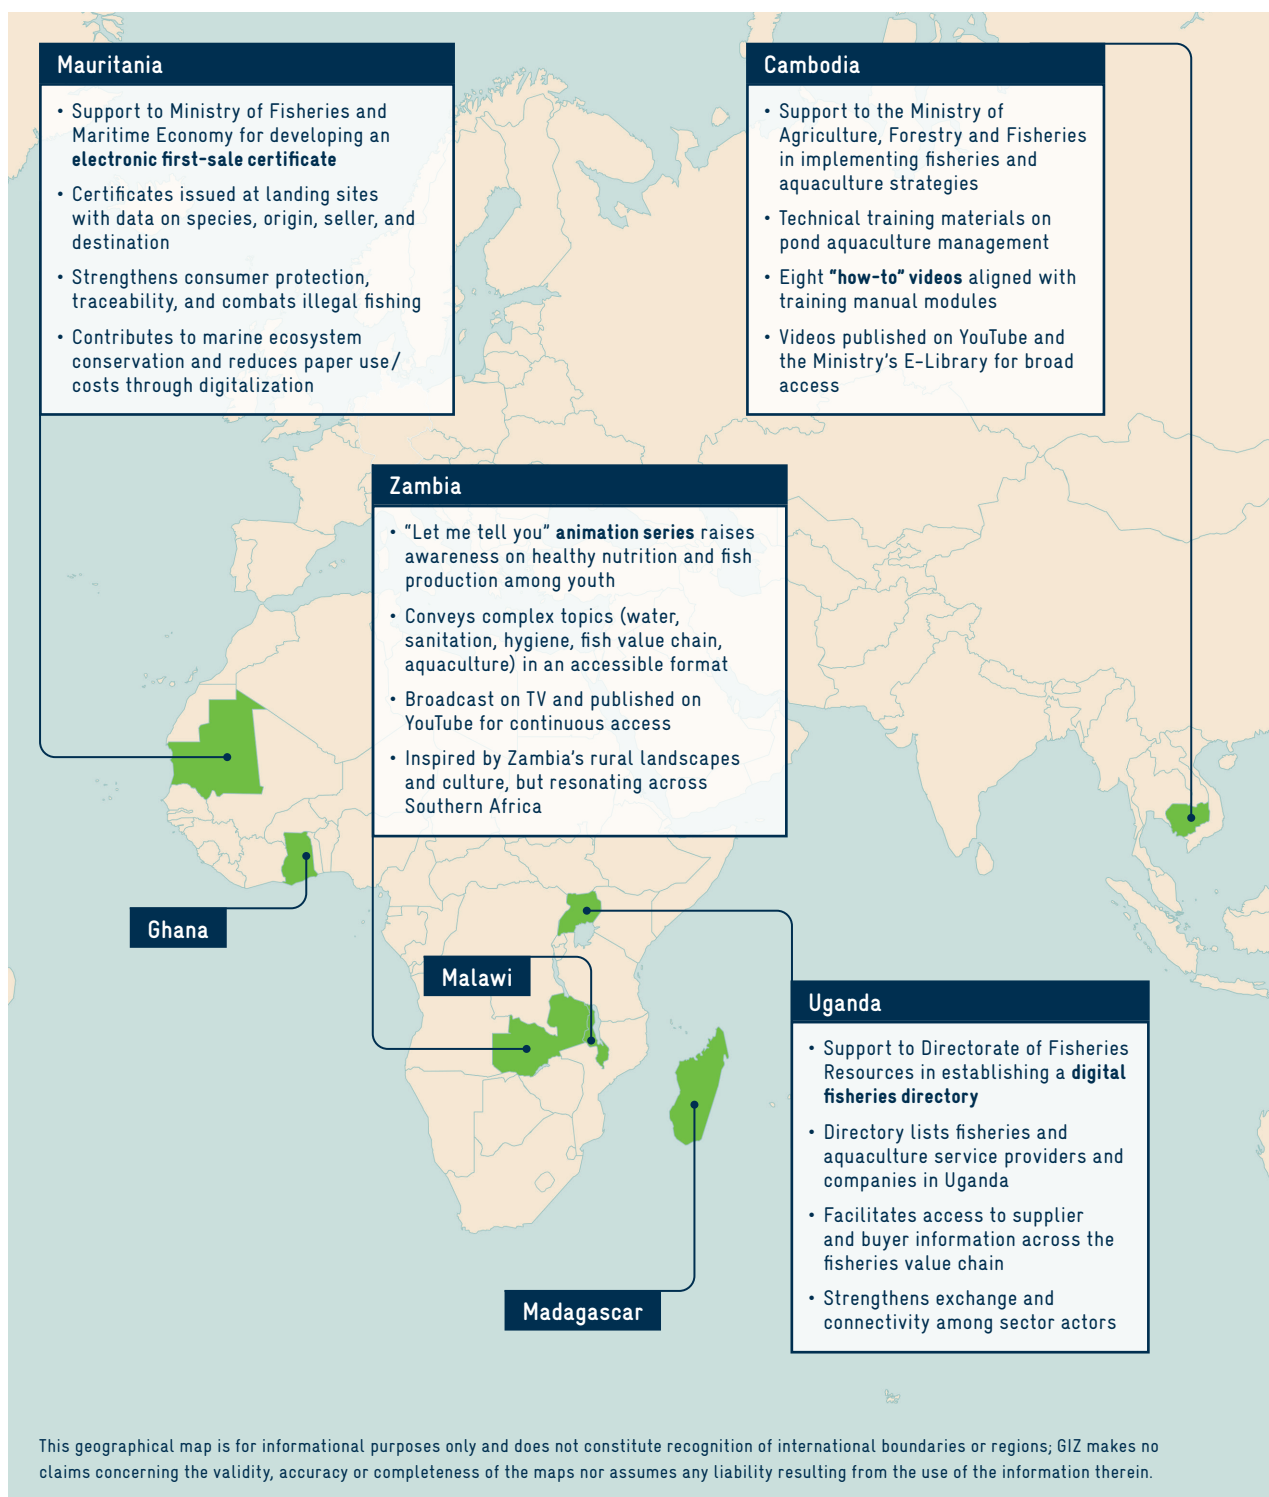 Mauritania
• Support to Ministry of Fisheries and
Maritime Economy for developing an
electronic first-sale certificate
• Certificates issued at landing sites
with data on species, origin, seller, and
destination
• Strengthens consumer protection,
traceability, and combats illegal fishing
• Contributes to marine ecosystem
conservation and reduces paper use/
costs through digitalization
Cambodia
• Support to the Ministry of
Agriculture, Forestry and Fisheries
in implementing fisheries and
aquaculture strategies
• Technical training materials on
pond aquaculture management
• Eight “how-to” videos aligned with
training manual modules
• Videos published on YouTube and
the Ministry’s E-Library for broad
access
Zambia
• “Let me tell you” animation series raises
awareness on healthy nutrition and fish
production among youth
• Conveys complex topics (water,
sanitation, hygiene, fish value chain,
aquaculture) in an accessible format
• Broadcast on TV and published on
YouTube for continuous access
• Inspired by Zambia’s rural landscapes
and culture, but resonating across
Southern Africa
Ghana
Malawi
Uganda
• Support to Directorate of Fisheries
Resources in establishing a digital
fisheries directory
• Directory lists fisheries and
aquaculture service providers and
companies in Uganda
• Facilitates access to supplier
and buyer information across the
fisheries value chain
• Strengthens exchange and
connectivity among sector actors
Madagascar
This geographical map is for informational purposes only and does not constitute recognition of international boundaries or regions; GIZ makes no
claims concerning the validity, accuracy or completeness of the maps nor assumes any liability resulting from the use of the information therein.